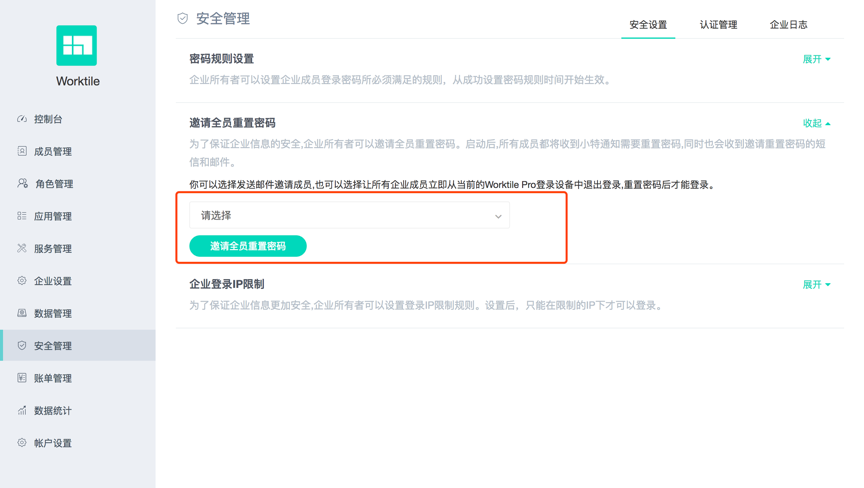 Worktile
控制台
成员管理
角色管理
应用管理
服务管理
企业设置
数据管理
安全管理
账单管理
数据统计
帐户设置
安全管理
安全设置
认证管理
企业日志
密码规则设置
展开
企业所有者可以设置企业成员登录密码所必须满足的规则，从成功设置密码规则时间开始生效。
邀请全员重置密码
收起
为了保证企业信息的安全,企业所有者可以邀请全员重置密码。启动后,所有成员都将收到小特通知需要重置密码,同时也会收到邀请重置密码的短
信和邮件。
你可以选择发送邮件邀请成员,也可以选择让所有企业成员立即从当前的Worktile Pro登录设备中退出登录,重置密码后才能登录。
请选择
邀请全员重置密码
企业登录IP限制
展开
为了保证企业信息更加安全,企业所有者可以设置登录IP限制规则。设置后，只能在限制的IP下才可以登录。